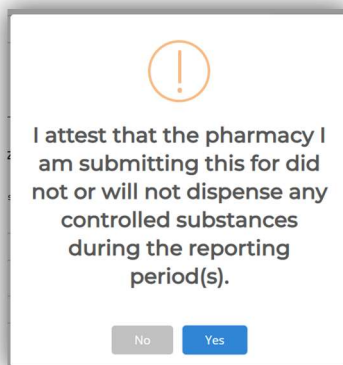 I attest that the pharmacy I
am submitting this for did
not or will not dispense any
controlled substances
during the reporting
period(s).
No
Yes